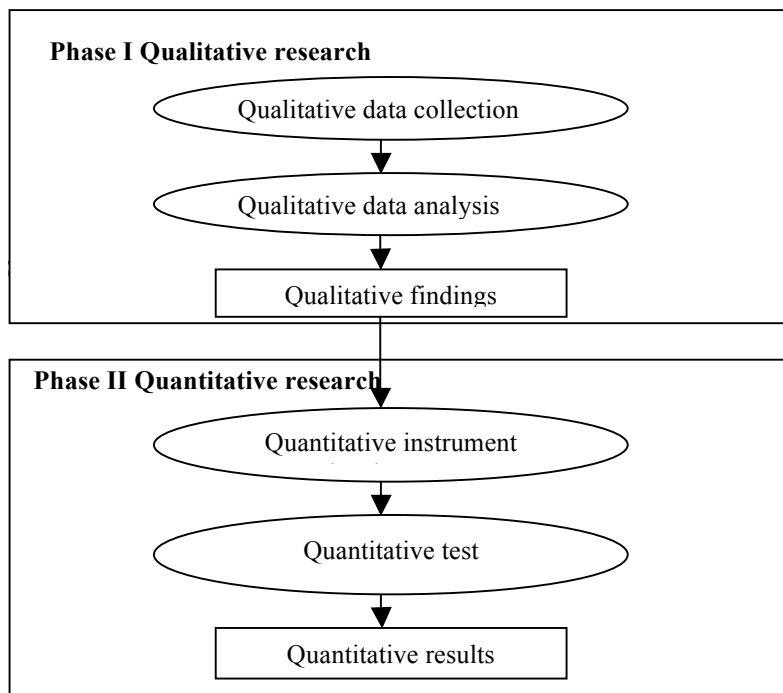 Phase I Qualitative research
Qualitative data collection
Qualitative data analysis
Qualitative findings
Phase II Quantitative research
Quantitative instrument
Quantitative test
Quantitative results